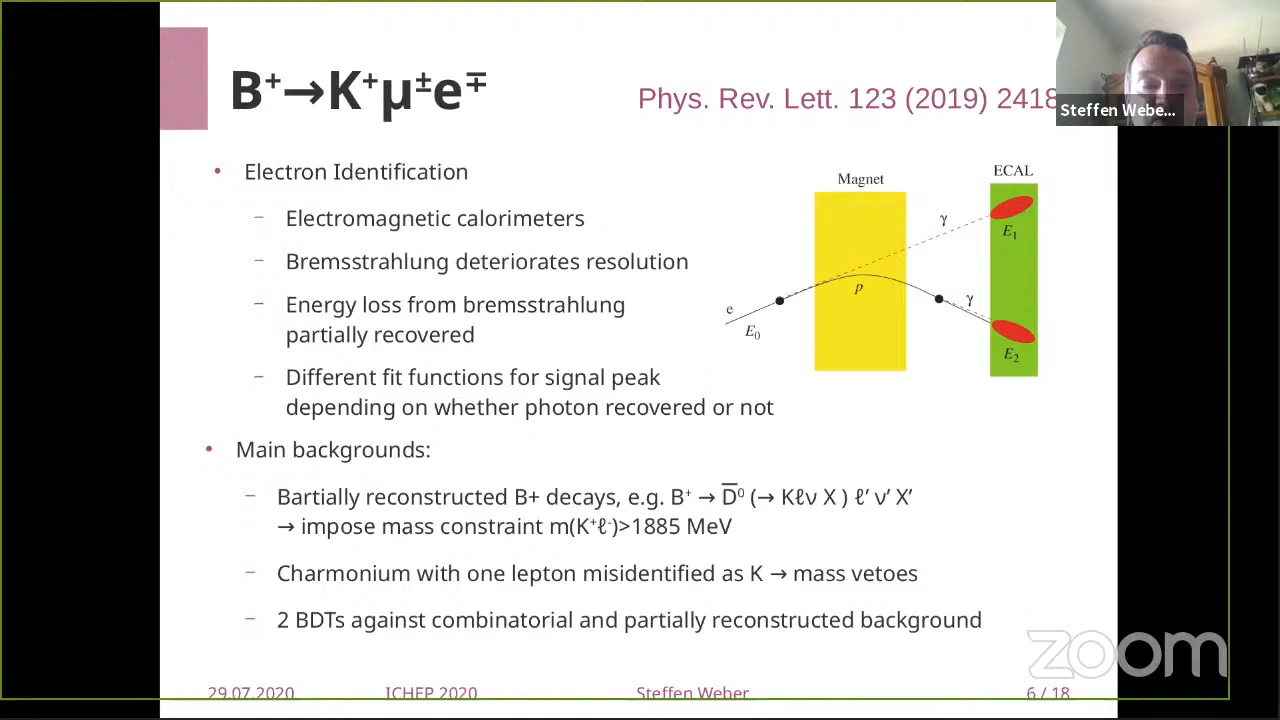 B⁺→K⁺μ±e∓
Phys. Rev. Lett. 123 (2019) 2418
Steffen Webe...
• Electron Identification
– Electromagnetic calorimeters
– Bremsstrahlung deteriorates resolution
– Energy loss from bremsstrahlung
partially recovered
– Different fit functions for signal peak
depending on whether photon recovered or not
Magnet
ECAL
γ
E₁
p
e
E₀
γ
E₂
• Main backgrounds:
– Bartially reconstructed B+ decays, e.g. B⁺ → D̅⁰ (→ Kℓν X ) ℓ’ ν’ X’
→ impose mass constraint m(K⁺ℓ⁻)>1885 MeV
– Charmonium with one lepton misidentified as K → mass vetoes
– 2 BDTs against combinatorial and partially reconstructed background
zoom
29.07.2020 ICHEP 2020 Steffen Weber 6 / 18